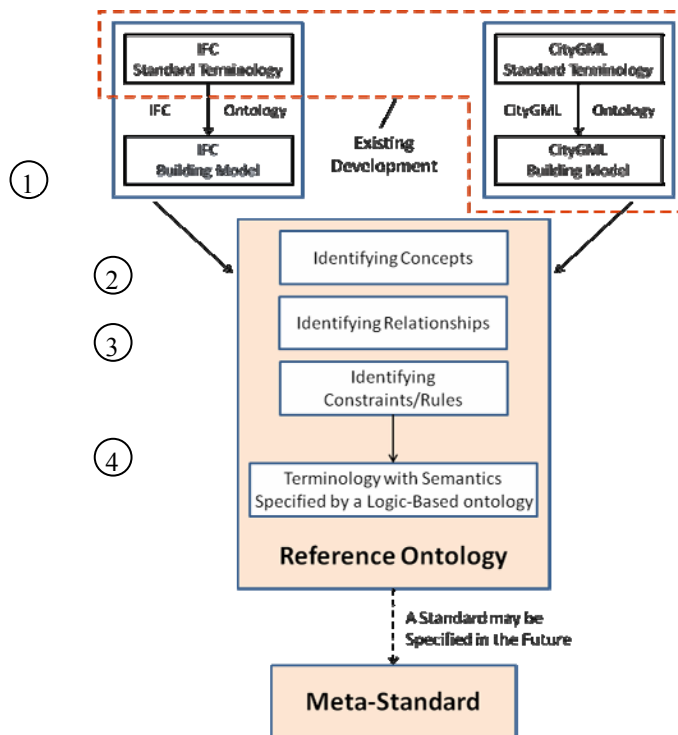 IFC
Standard Terminology
IFC Ontology
IFC
Building Model
CityGML
Standard Terminology
CityGML Ontology
CityGML
Building Model
Existing
Development
1
2
3
4
Identifying Concepts
Identifying Relationships
Identifying
Constraints/Rules
Terminology with Semantics
Specified by a Logic-Based ontology
Reference Ontology
A Standard may be
Specified in the Future
Meta-Standard